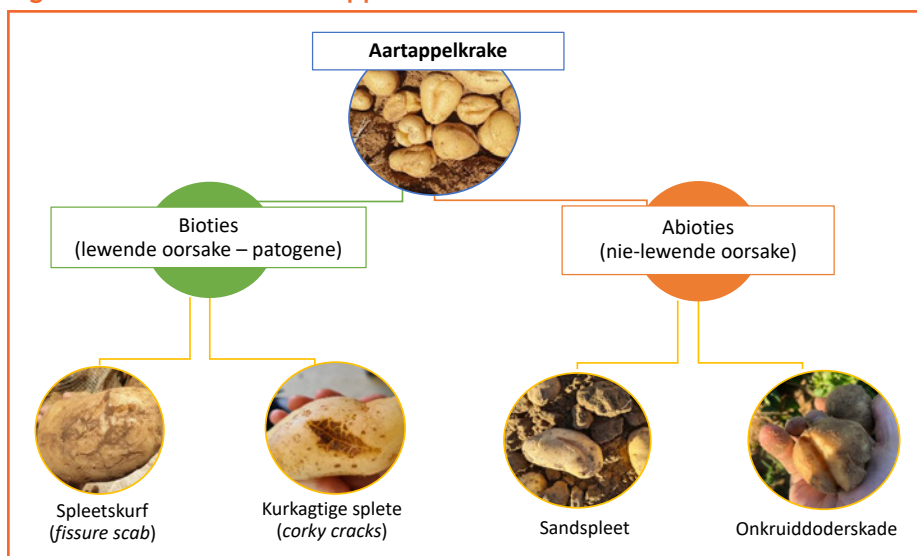 Aartappelkrake
Bioties
(lewende oorsake – patogene)
Abioties
(nie-lewende oorsake)
Spleetskurf
(fissure scab)
Kurkagtige splete
(corky cracks)
Sandspleet
Onkruiddoderskade